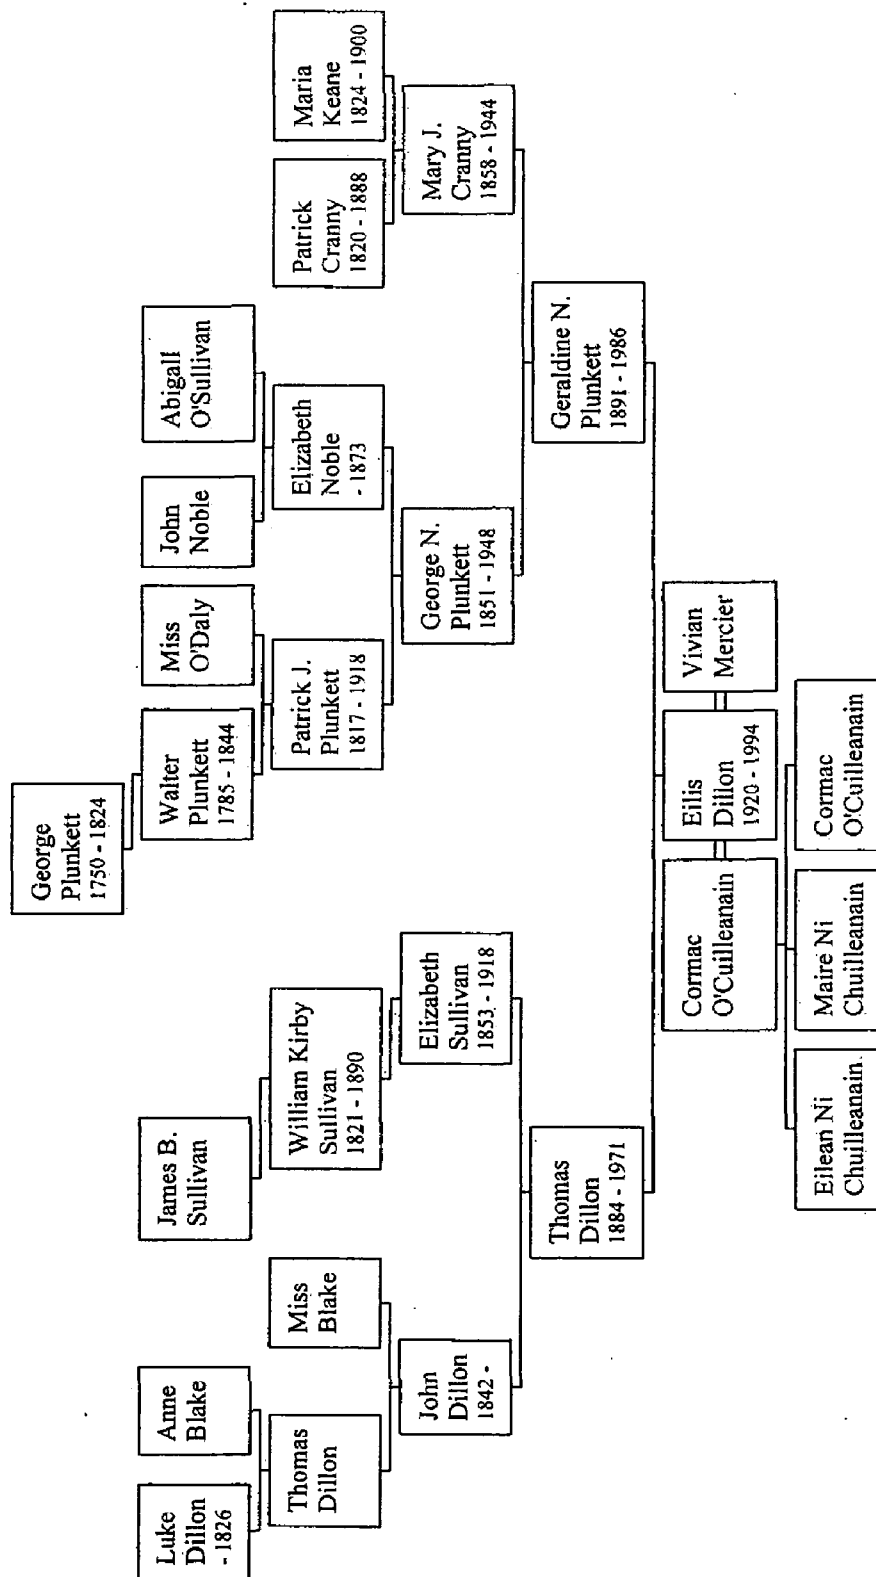 George
Plunkett
1750 - 1824
Luke
Dillon
- 1826
Anne
Blake
James B.
Sullivan
Walter
Plunkett
1785 - 1844
Miss
O'Daly
John
Noble
Abigail
O'Sullivan
Thomas
Dillon
Miss
Blake
William Kirby
Sullivan
1821 - 1890
Patrick J.
Plunkett
1817 - 1918
Elizabeth
Noble
- 1873
Patrick
Cranny
1820 - 1888
Maria
Keane
1824 - 1900
John
Dillon
1842 -
Elizabeth
Sullivan
1853 - 1918
George N.
Plunkett
1851 - 1948
Mary J.
Cranny
1858 - 1944
Thomas
Dillon
1884 - 1971
Geraldine N.
Plunkett
1891 - 1986
Cormac
O'Cuilleanain
Eilis
Dillon
1920 - 1994
Vivian
Mercier
Eilean Ni
Chuilleanain
Maire Ni
Chuilleanain
Cormac
O'Cuilleanain